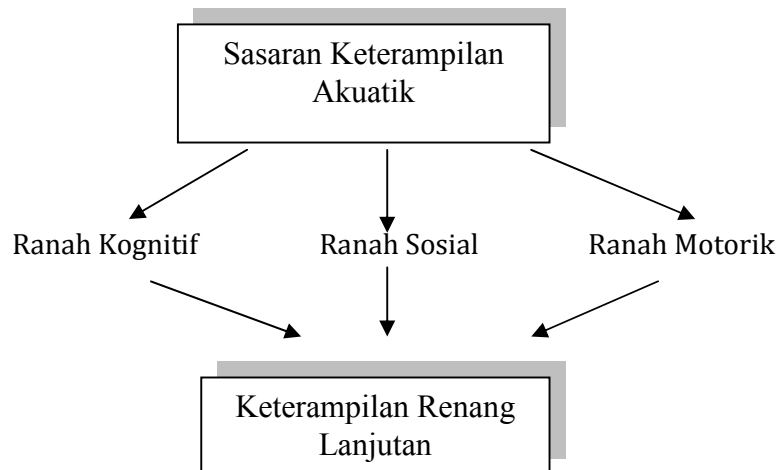 Sasaran Keterampilan
Akuatik
Ranah Kognitif
Ranah Sosial
Ranah Motorik
Keterampilan Renang
Lanjutan